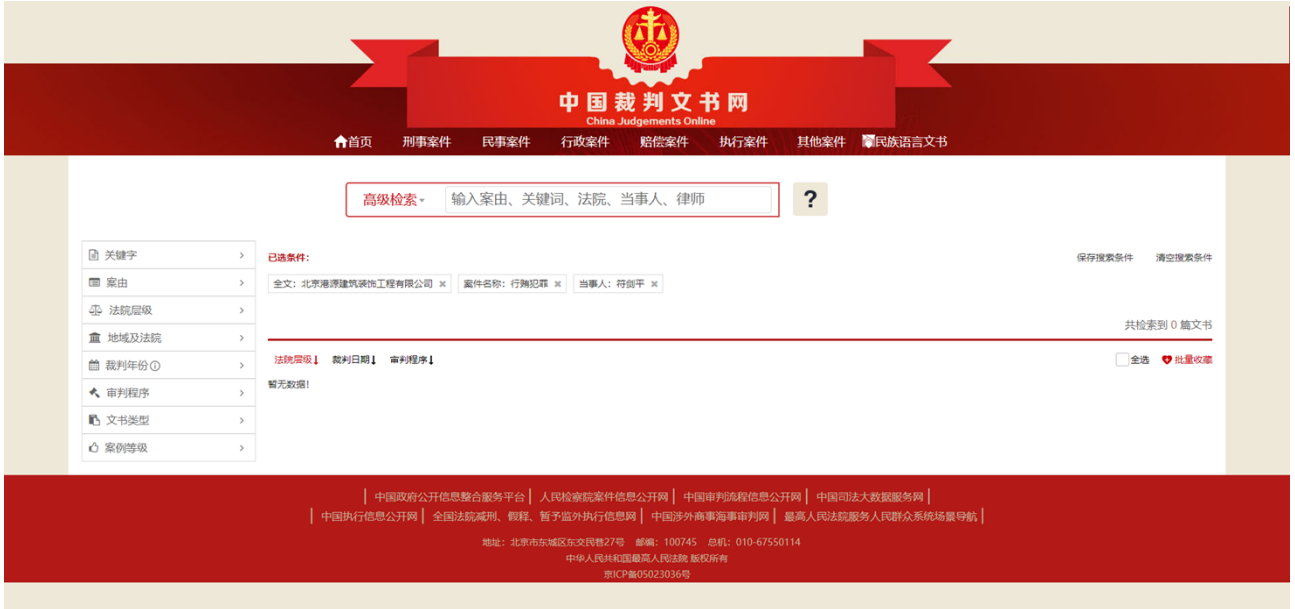 中国裁判文书网
China Judgements Online
首页 刑事案件 民事案件 行政案件 赔偿案件 执行案件 其他案件 民族语言文书
高级检索 输入案由、关键词、法院、当事人、律师 ?
关键字
案由
法院层级
地域及法院
裁判年份
审判程序
文书类型
案例等级
已选条件： 保存搜索条件 清空搜索条件
全文：北京港源建筑装饰工程有限公司 × 案件名称：行贿犯罪 × 当事人：符剑平 ×
共检索到 0 篇文书
法院层级↓ 裁判日期↓ 审判程序↓ 全选 批量收藏
暂无数据!
| 中国政府公开信息整合服务平台 | 人民检察院案件信息公开网 | 中国审判流程信息公开网 | 中国司法大数据服务网 |
| 中国执行信息公开网 | 全国法院减刑、假释、暂予监外执行信息网 | 中国涉外商事海事审判网 | 最高人民法院服务人民群众系统场景导航 |
地址：北京市东城区东交民巷27号 邮编：100745 总机：010-67550114
中华人民共和国最高人民法院 版权所有
京ICP备05023036号